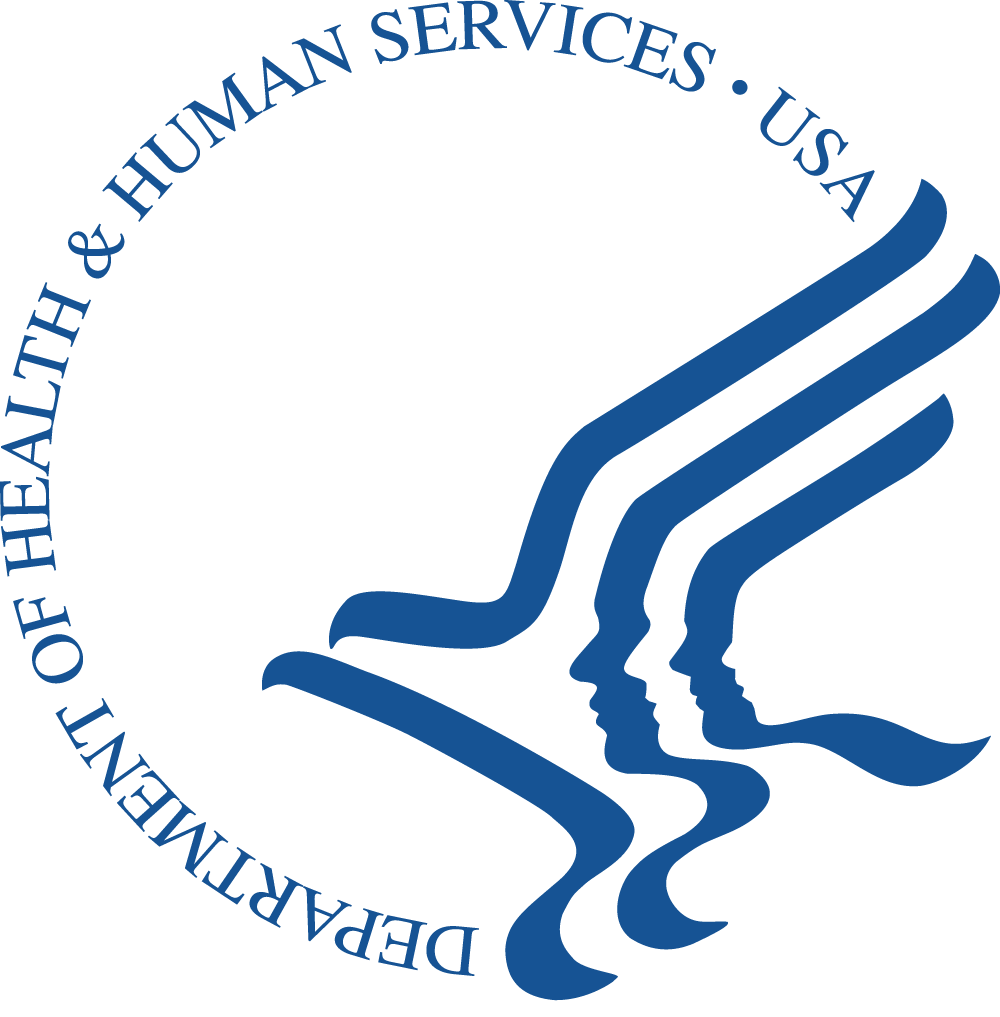 DEPARTMENT OF HEALTH & HUMAN SERVICES • USA